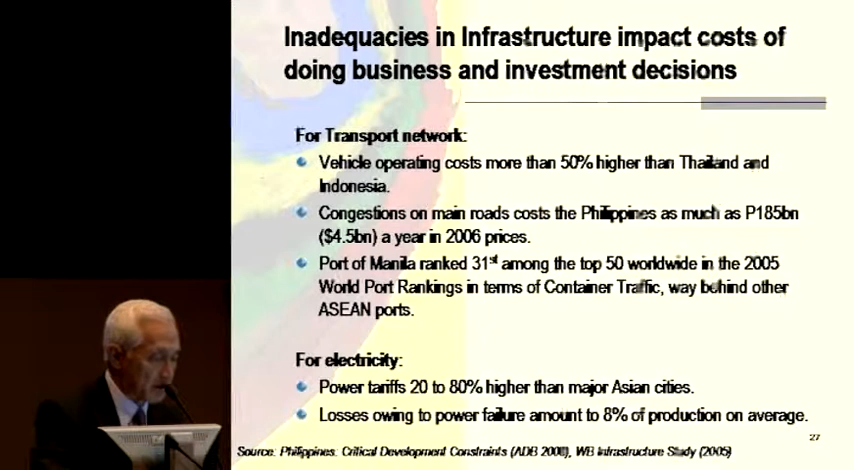 Inadequacies in Infrastructure impact costs of
doing business and investment decisions
For Transport network:
Vehicle operating costs more than 50% higher than Thailand and
Indonesia.
Congestions on main roads costs the Philippines as much as P185bn
($4.5bn) a year in 2006 prices.
Port of Manila ranked 31st among the top 50 worldwide in the 2005
World Port Rankings in terms of Container Traffic, way behind other
ASEAN ports.
For electricity:
Power tariffs 20 to 80% higher than major Asian cities.
Losses owing to power failure amount to 8% of production on average.
27
Source: Philippines: Critical Development Constraints (ADB 2008), WB Infrastructure Study (2005)